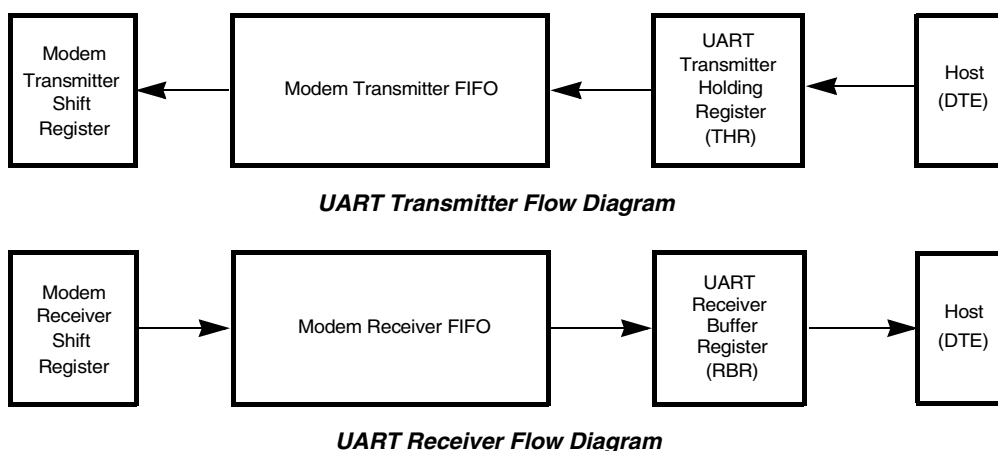 Modem
Transmitter
Shift
Register
Modem Transmitter FIFO
UART
Transmitter
Holding
Register
(THR)
Host
(DTE)
UART Transmitter Flow Diagram
Modem
Receiver
Shift
Register
Modem Receiver FIFO
UART
Receiver
Buffer
Register
(RBR)
Host
(DTE)
UART Receiver Flow Diagram